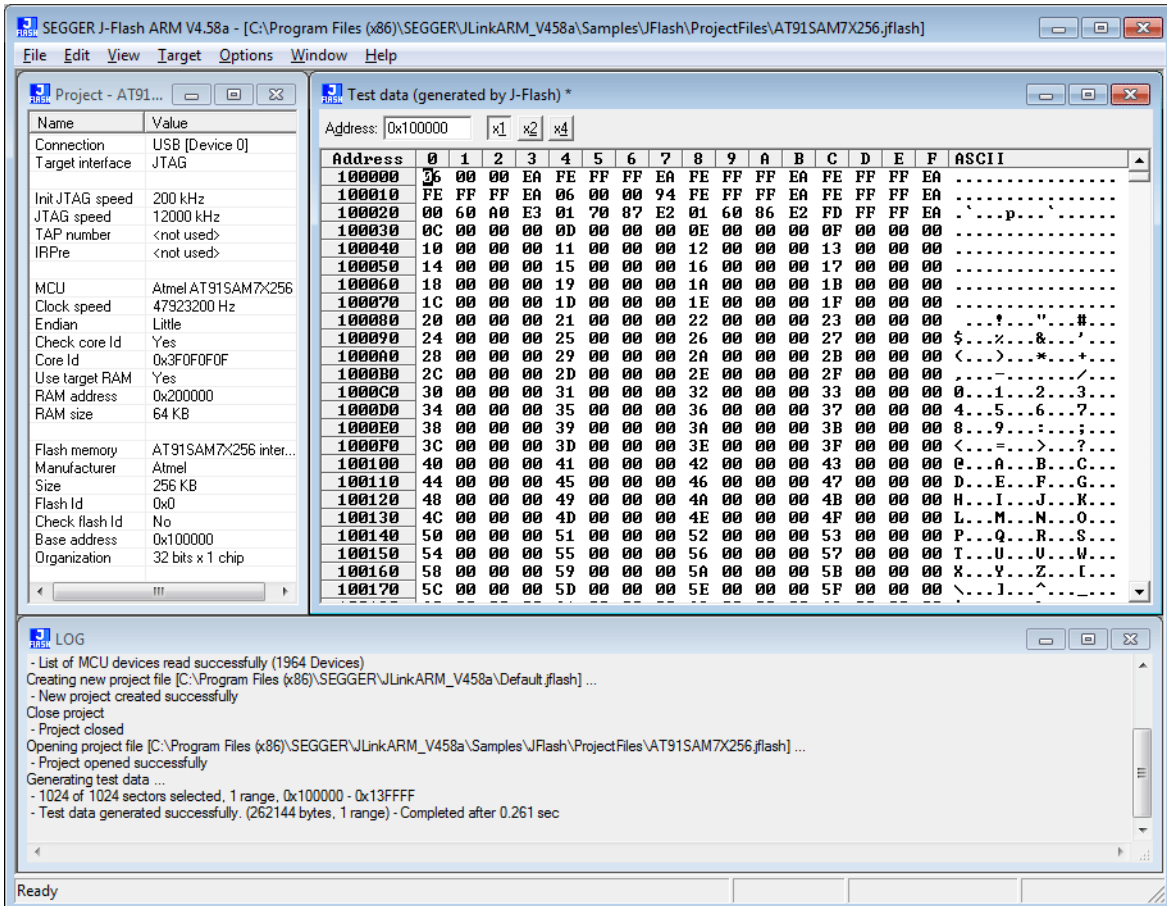 SEGGER J-Flash ARM V4.58a - [C:\Program Files (x86)\SEGGER\JLinkARM_V458a\Samples\JFlash\ProjectFiles\AT91SAM7X256.jflash]
File Edit View Target Options Window Help
Project - AT91...
Name Value
Connection USB [Device 0]
Target interface JTAG
Init JTAG speed 200 kHz
JTAG speed 12000 kHz
TAP number <not used>
IRPre <not used>
MCU Atmel AT91SAM7X256
Clock speed 47923200 Hz
Endian Little
Check core Id Yes
Core Id 0x3F0F0F0F
Use target RAM Yes
RAM address 0x200000
RAM size 64 KB
Flash memory AT91SAM7X256 inter...
Manufacturer Atmel
Size 256 KB
Flash Id 0x0
Check flash Id No
Base address 0x100000
Organization 32 bits x 1 chip
Test data (generated by J-Flash) *
Address: 0x100000 x1 x2 x4
Address 0 1 2 3 4 5 6 7 8 9 A B C D E F ASCII
100000 06 00 00 EA FE FF FF EA FE FF FF EA FE FF FF EA ................
100010 FE FF FF EA 06 00 00 94 FE FF FF EA FE FF FF EA ................
100020 00 60 A0 E3 01 70 87 E2 01 60 86 E2 FD FF FF EA .`...p...`......
100030 0C 00 00 00 0D 00 00 00 0E 00 00 00 0F 00 00 00 ................
100040 10 00 00 00 11 00 00 00 12 00 00 00 13 00 00 00 ................
100050 14 00 00 00 15 00 00 00 16 00 00 00 17 00 00 00 ................
100060 18 00 00 00 19 00 00 00 1A 00 00 00 1B 00 00 00 ................
100070 1C 00 00 00 1D 00 00 00 1E 00 00 00 1F 00 00 00 ................
100080 20 00 00 00 21 00 00 00 22 00 00 00 23 00 00 00  ...!..."...#...
100090 24 00 00 00 25 00 00 00 26 00 00 00 27 00 00 00 $...%...&...'...
1000A0 28 00 00 00 29 00 00 00 2A 00 00 00 2B 00 00 00 (...)...*...+...
1000B0 2C 00 00 00 2D 00 00 00 2E 00 00 00 2F 00 00 00 ,...-......./...
1000C0 30 00 00 00 31 00 00 00 32 00 00 00 33 00 00 00 0...1...2...3...
1000D0 34 00 00 00 35 00 00 00 36 00 00 00 37 00 00 00 4...5...6...7...
1000E0 38 00 00 00 39 00 00 00 3A 00 00 00 3B 00 00 00 8...9...:...;...
1000F0 3C 00 00 00 3D 00 00 00 3E 00 00 00 3F 00 00 00 <...=...>...?...
100100 40 00 00 00 41 00 00 00 42 00 00 00 43 00 00 00 @...A...B...C...
100110 44 00 00 00 45 00 00 00 46 00 00 00 47 00 00 00 D...E...F...G...
100120 48 00 00 00 49 00 00 00 4A 00 00 00 4B 00 00 00 H...I...J...K...
100130 4C 00 00 00 4D 00 00 00 4E 00 00 00 4F 00 00 00 L...M...N...O...
100140 50 00 00 00 51 00 00 00 52 00 00 00 53 00 00 00 P...Q...R...S...
100150 54 00 00 00 55 00 00 00 56 00 00 00 57 00 00 00 T...U...V...W...
100160 58 00 00 00 59 00 00 00 5A 00 00 00 5B 00 00 00 X...Y...Z...[...
100170 5C 00 00 00 5D 00 00 00 5E 00 00 00 5F 00 00 00 \...]...^..._...
LOG
- List of MCU devices read successfully (1964 Devices)
Creating new project file [C:\Program Files (x86)\SEGGER\JLinkARM_V458a\Default.jflash] ...
- New project created successfully
Close project
- Project closed
Opening project file [C:\Program Files (x86)\SEGGER\JLinkARM_V458a\Samples\JFlash\ProjectFiles\AT91SAM7X256.jflash] ...
- Project opened successfully
Generating test data ...
- 1024 of 1024 sectors selected, 1 range, 0x100000 - 0x13FFFF
- Test data generated successfully. (262144 bytes, 1 range) - Completed after 0.261 sec
Ready